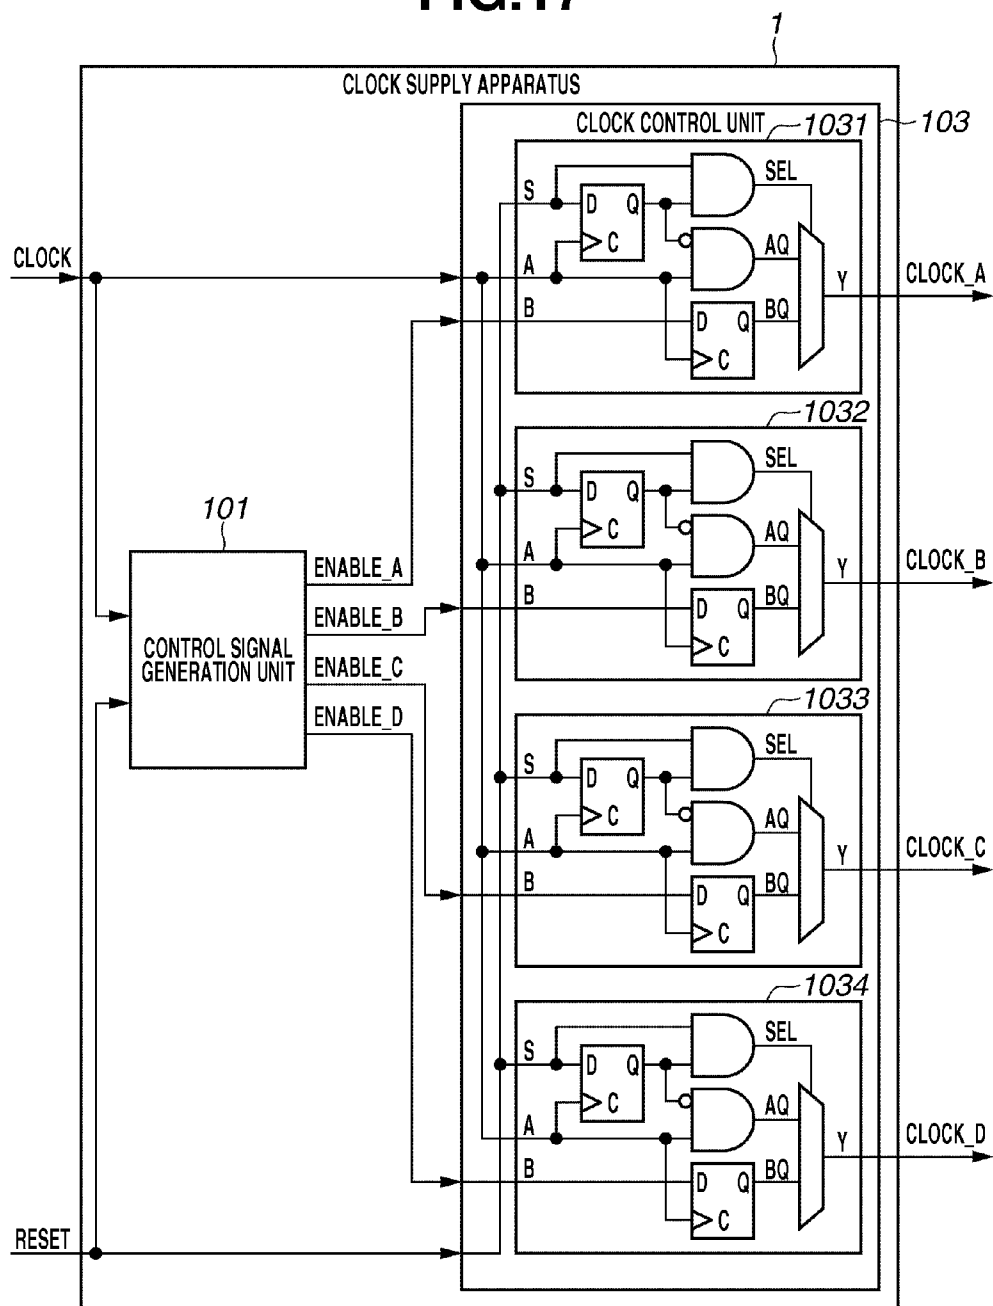 FIG.17
1
CLOCK SUPPLY APPARATUS
CLOCK CONTROL UNIT
1031
103
S
D Q
C
SEL
CLOCK
A
AQ
Y
CLOCK_A
B
D Q
C
BQ
1032
S
D Q
C
SEL
A
AQ
Y
CLOCK_B
B
D Q
C
BQ
101
CONTROL SIGNAL
GENERATION UNIT
ENABLE_A
ENABLE_B
ENABLE_C
ENABLE_D
1033
S
D Q
C
SEL
A
AQ
Y
CLOCK_C
B
D Q
C
BQ
1034
S
D Q
C
SEL
A
AQ
Y
CLOCK_D
B
D Q
C
BQ
RESET